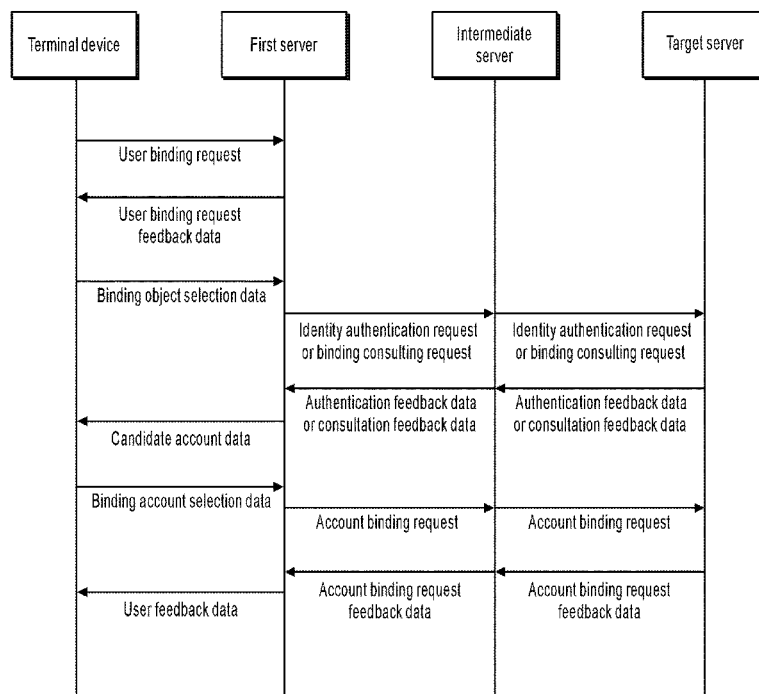 Terminal device
First server
Intermediate
server
Target server
User binding request
User binding request
feedback data
Binding object selection data
Identity authentication request
or binding consulting request
Identity authentication request
or binding consulting request
Authentication feedback data
or consultation feedback data
Authentication feedback data
or consultation feedback data
Candidate account data
Binding account selection data
Account binding request
Account binding request
Account binding request
feedback data
Account binding request
feedback data
User feedback data